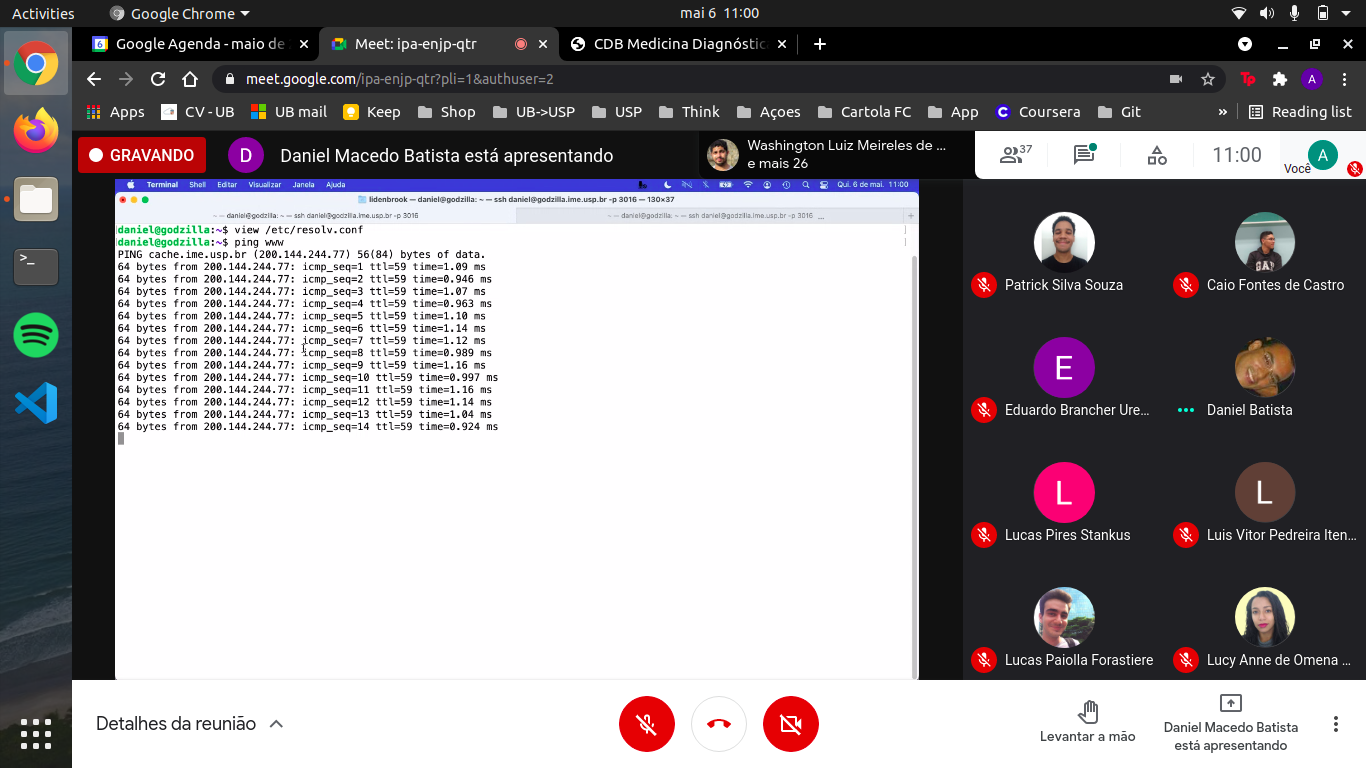 Activities
Google Chrome
mai 6 11:00
Google Agenda - maio de
Meet: ipa-enjp-qtr
CDB Medicina Diagnóstic
meet.google.com/ipa-enjp-qtr?pli=1&authuser=2
Tp
A
Apps
CV - UB
UB mail
Keep
Shop
UB->USP
USP
Think
Açoes
Cartola FC
App
Coursera
Git
»
Reading list
GRAVANDO
D
Daniel Macedo Batista está apresentando
Washington Luiz Meireles de ...
e mais 26
37
11:00
Você
A
Terminal Shell Editar Visualizar Janela Ajuda
Qui. 6 de mai. 11:00
lidenbrook — daniel@godzilla: ~ — ssh daniel@godzilla.ime.usp.br -p 3016 — 130×37
~ — daniel@godzilla: ~ — ssh daniel@godzilla.ime.usp.br -p 3016
~ — daniel@godzilla: ~ — ssh daniel@godzilla.ime.usp.br -p 3016 ...
daniel@godzilla:~$ view /etc/resolv.conf
daniel@godzilla:~$ ping www
PING cache.ime.usp.br (200.144.244.77) 56(84) bytes of data.
64 bytes from 200.144.244.77: icmp_seq=1 ttl=59 time=1.09 ms
64 bytes from 200.144.244.77: icmp_seq=2 ttl=59 time=0.946 ms
64 bytes from 200.144.244.77: icmp_seq=3 ttl=59 time=1.07 ms
64 bytes from 200.144.244.77: icmp_seq=4 ttl=59 time=0.963 ms
64 bytes from 200.144.244.77: icmp_seq=5 ttl=59 time=1.10 ms
64 bytes from 200.144.244.77: icmp_seq=6 ttl=59 time=1.14 ms
64 bytes from 200.144.244.77: icmp_seq=7 ttl=59 time=1.12 ms
64 bytes from 200.144.244.77: icmp_seq=8 ttl=59 time=0.989 ms
64 bytes from 200.144.244.77: icmp_seq=9 ttl=59 time=1.16 ms
64 bytes from 200.144.244.77: icmp_seq=10 ttl=59 time=0.997 ms
64 bytes from 200.144.244.77: icmp_seq=11 ttl=59 time=1.16 ms
64 bytes from 200.144.244.77: icmp_seq=12 ttl=59 time=1.14 ms
64 bytes from 200.144.244.77: icmp_seq=13 ttl=59 time=1.04 ms
64 bytes from 200.144.244.77: icmp_seq=14 ttl=59 time=0.924 ms
Patrick Silva Souza
Caio Fontes de Castro
E
Eduardo Brancher Ure...
Daniel Batista
L
Lucas Pires Stankus
L
Luis Vitor Pedreira Iten...
Lucas Paiolla Forastiere
Lucy Anne de Omena ...
Detalhes da reunião
Levantar a mão
Daniel Macedo Batista
está apresentando